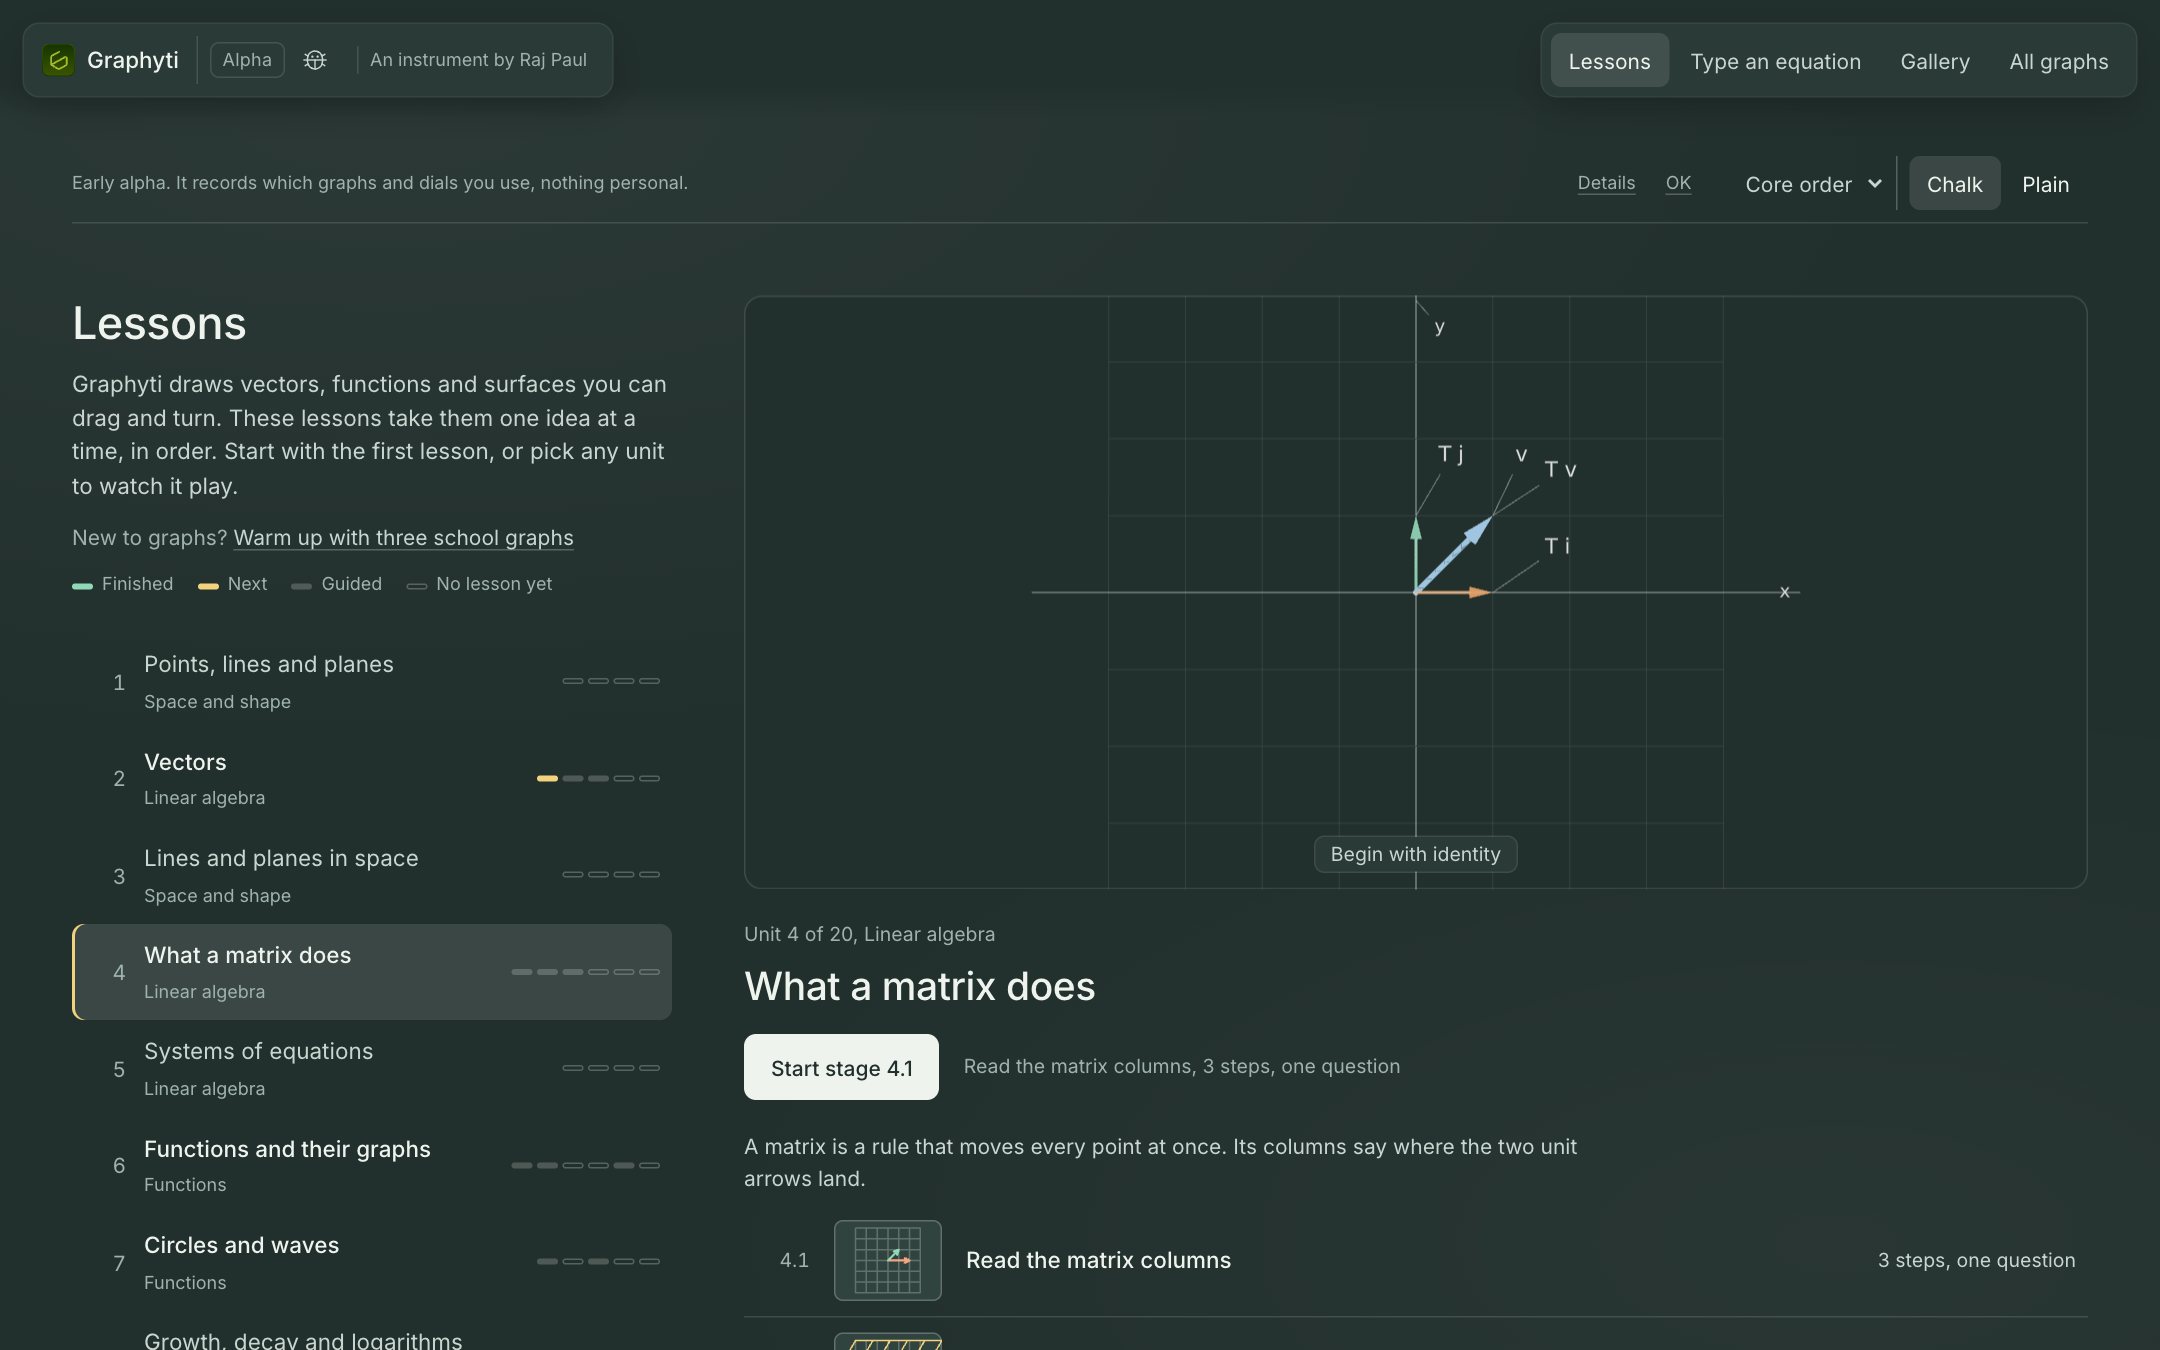 Graphyti
Alpha
An instrument by Raj Paul
Lessons
Type an equation
Gallery
All graphs
Early alpha. It records which graphs and dials you use, nothing personal.
Details
OK
Core order
Chalk
Plain
Lessons
Graphyti draws vectors, functions and surfaces you can
drag and turn. These lessons take them one idea at a
time, in order. Start with the first lesson, or pick any unit
to watch it play.
New to graphs? Warm up with three school graphs
Finished
Next
Guided
No lesson yet
1
Points, lines and planes
Space and shape
2
Vectors
Linear algebra
3
Lines and planes in space
Space and shape
4
What a matrix does
Linear algebra
5
Systems of equations
Linear algebra
6
Functions and their graphs
Functions
7
Circles and waves
Functions
Growth, decay and logarithms
y
T j
v
T v
T i
x
Begin with identity
Unit 4 of 20, Linear algebra
What a matrix does
Start stage 4.1
Read the matrix columns, 3 steps, one question
A matrix is a rule that moves every point at once. Its columns say where the two unit
arrows land.
4.1
Read the matrix columns
3 steps, one question